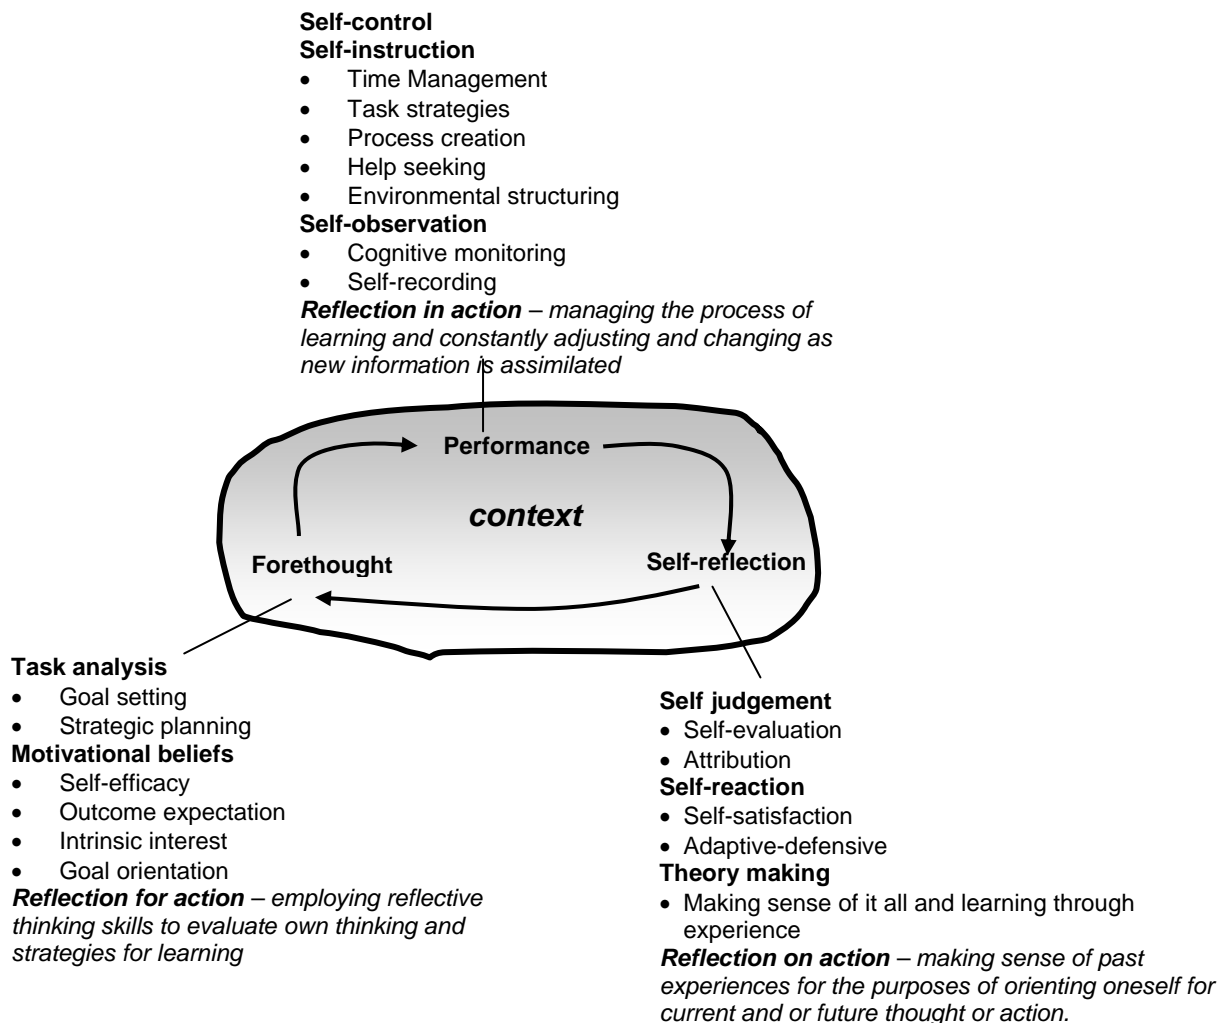 Self-control
Self-instruction
• Time Management
• Task strategies
• Process creation
• Help seeking
• Environmental structuring
Self-observation
• Cognitive monitoring
• Self-recording
Reflection in action – managing the process of
learning and constantly adjusting and changing as
new information is assimilated
Performance
context
Forethought
Self-reflection
Task analysis
• Goal setting
• Strategic planning
Motivational beliefs
• Self-efficacy
• Outcome expectation
• Intrinsic interest
• Goal orientation
Reflection for action – employing reflective
thinking skills to evaluate own thinking and
strategies for learning
Self judgement
• Self-evaluation
• Attribution
Self-reaction
• Self-satisfaction
• Adaptive-defensive
Theory making
• Making sense of it all and learning through
experience
Reflection on action – making sense of past
experiences for the purposes of orienting oneself for
current and or future thought or action.